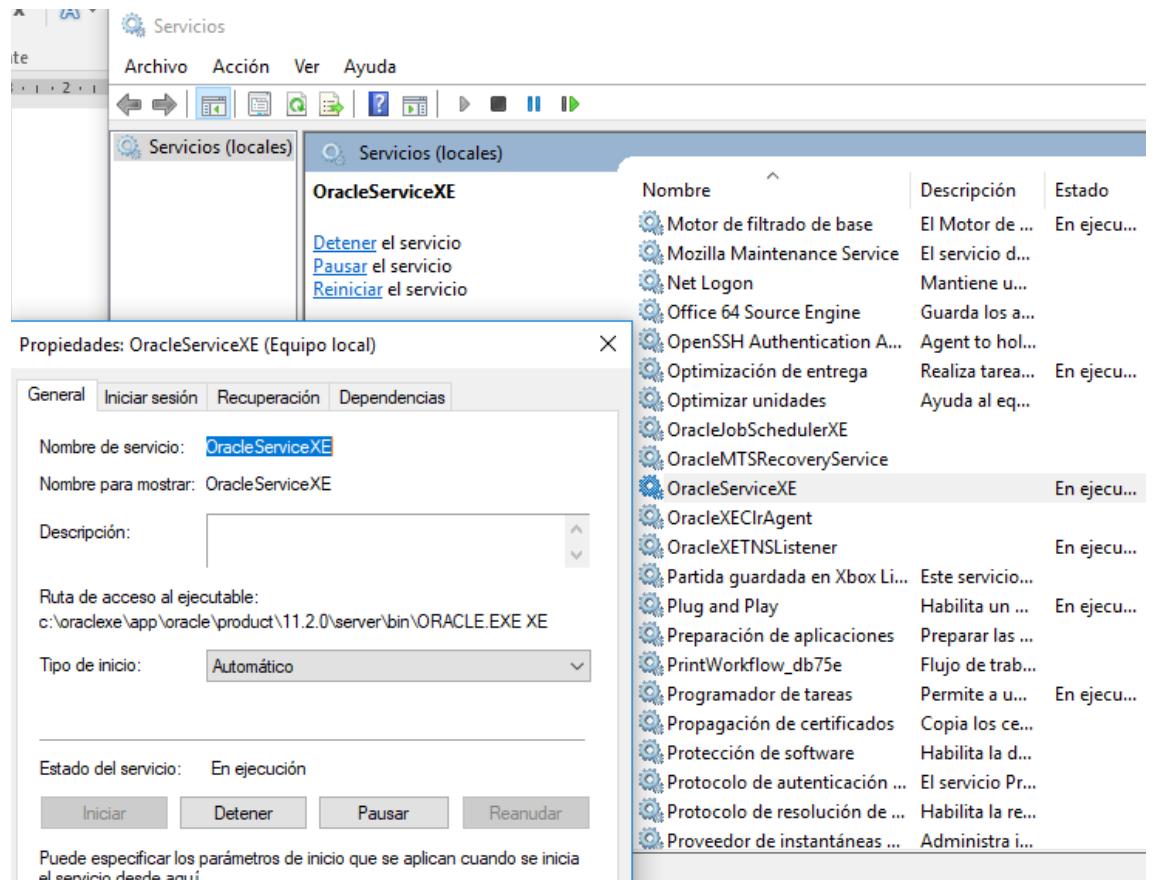 ite
2
Servicios
Archivo Acción Ver Ayuda
Servicios (locales)
Servicios (locales)
OracleServiceXE
Detener el servicio
Pausar el servicio
Reiniciar el servicio
Nombre Descripción Estado
Motor de filtrado de base El Motor de ... En ejecu...
Mozilla Maintenance Service El servicio d...
Net Logon Mantiene u...
Office 64 Source Engine Guarda los a...
OpenSSH Authentication A... Agent to hol...
Optimización de entrega Realiza tarea... En ejecu...
Optimizar unidades Ayuda al eq...
OracleJobSchedulerXE
OracleMTSRecoveryService
OracleServiceXE En ejecu...
OracleXEClrAgent
OracleXETNSListener En ejecu...
Partida guardada en Xbox Li... Este servicio...
Plug and Play Habilita un ... En ejecu...
Preparación de aplicaciones Preparar las ...
PrintWorkflow_db75e Flujo de trab...
Programador de tareas Permite a u... En ejecu...
Propagación de certificados Copia los ce...
Protección de software Habilita la d...
Protocolo de autenticación ... El servicio Pr...
Protocolo de resolución de ... Habilita la re...
Proveedor de instantáneas ... Administra i...
Propiedades: OracleServiceXE (Equipo local)
General Iniciar sesión Recuperación Dependencias
Nombre de servicio: OracleServiceXE
Nombre para mostrar: OracleServiceXE
Descripción:
Ruta de acceso al ejecutable:
c:\oraclexe\app\oracle\product\11.2.0\server\bin\ORACLE.EXE XE
Tipo de inicio: Automático
Estado del servicio: En ejecución
Iniciar Detener Pausar Reanudar
Puede especificar los parámetros de inicio que se aplican cuando se inicia
el servicio desde aquí